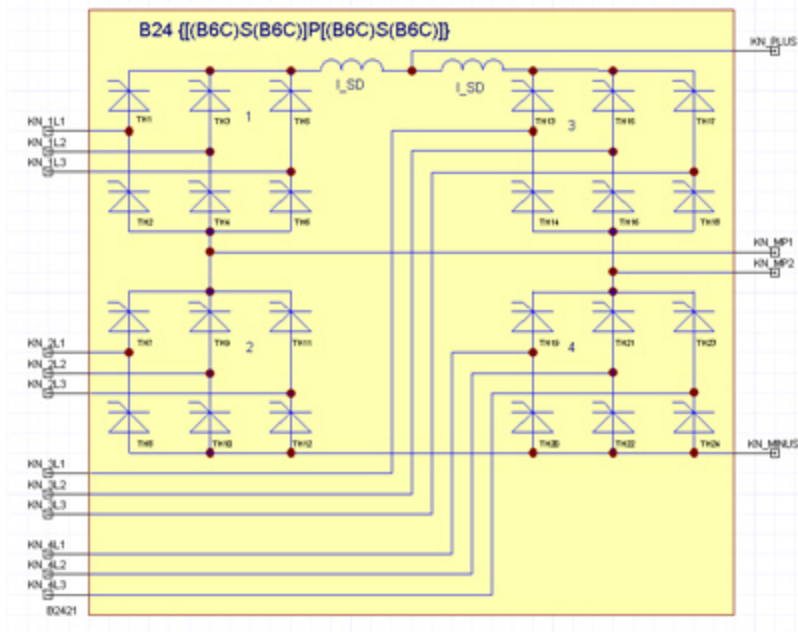 B24 {[(B6C)S(B6C)]P[(B6C)S(B6C)]}
KN_PLUS
I_SD
I_SD
TH1
TH3
TH5
TH13
TH17
1
3
KN_1L1
KN_1L2
KN_1L3
TH2
TH4
TH6
TH14
TH16
TH18
KN_MP1
KN_MP2
TH7
TH9
TH11
TH19
TH21
TH23
2
4
KN_2L1
KN_2L2
KN_2L3
TH8
TH10
TH12
TH20
TH22
TH24
KN_MINUS
KN_3L1
KN_3L2
KN_3L3
KN_4L1
KN_4L2
KN_4L3
B2421